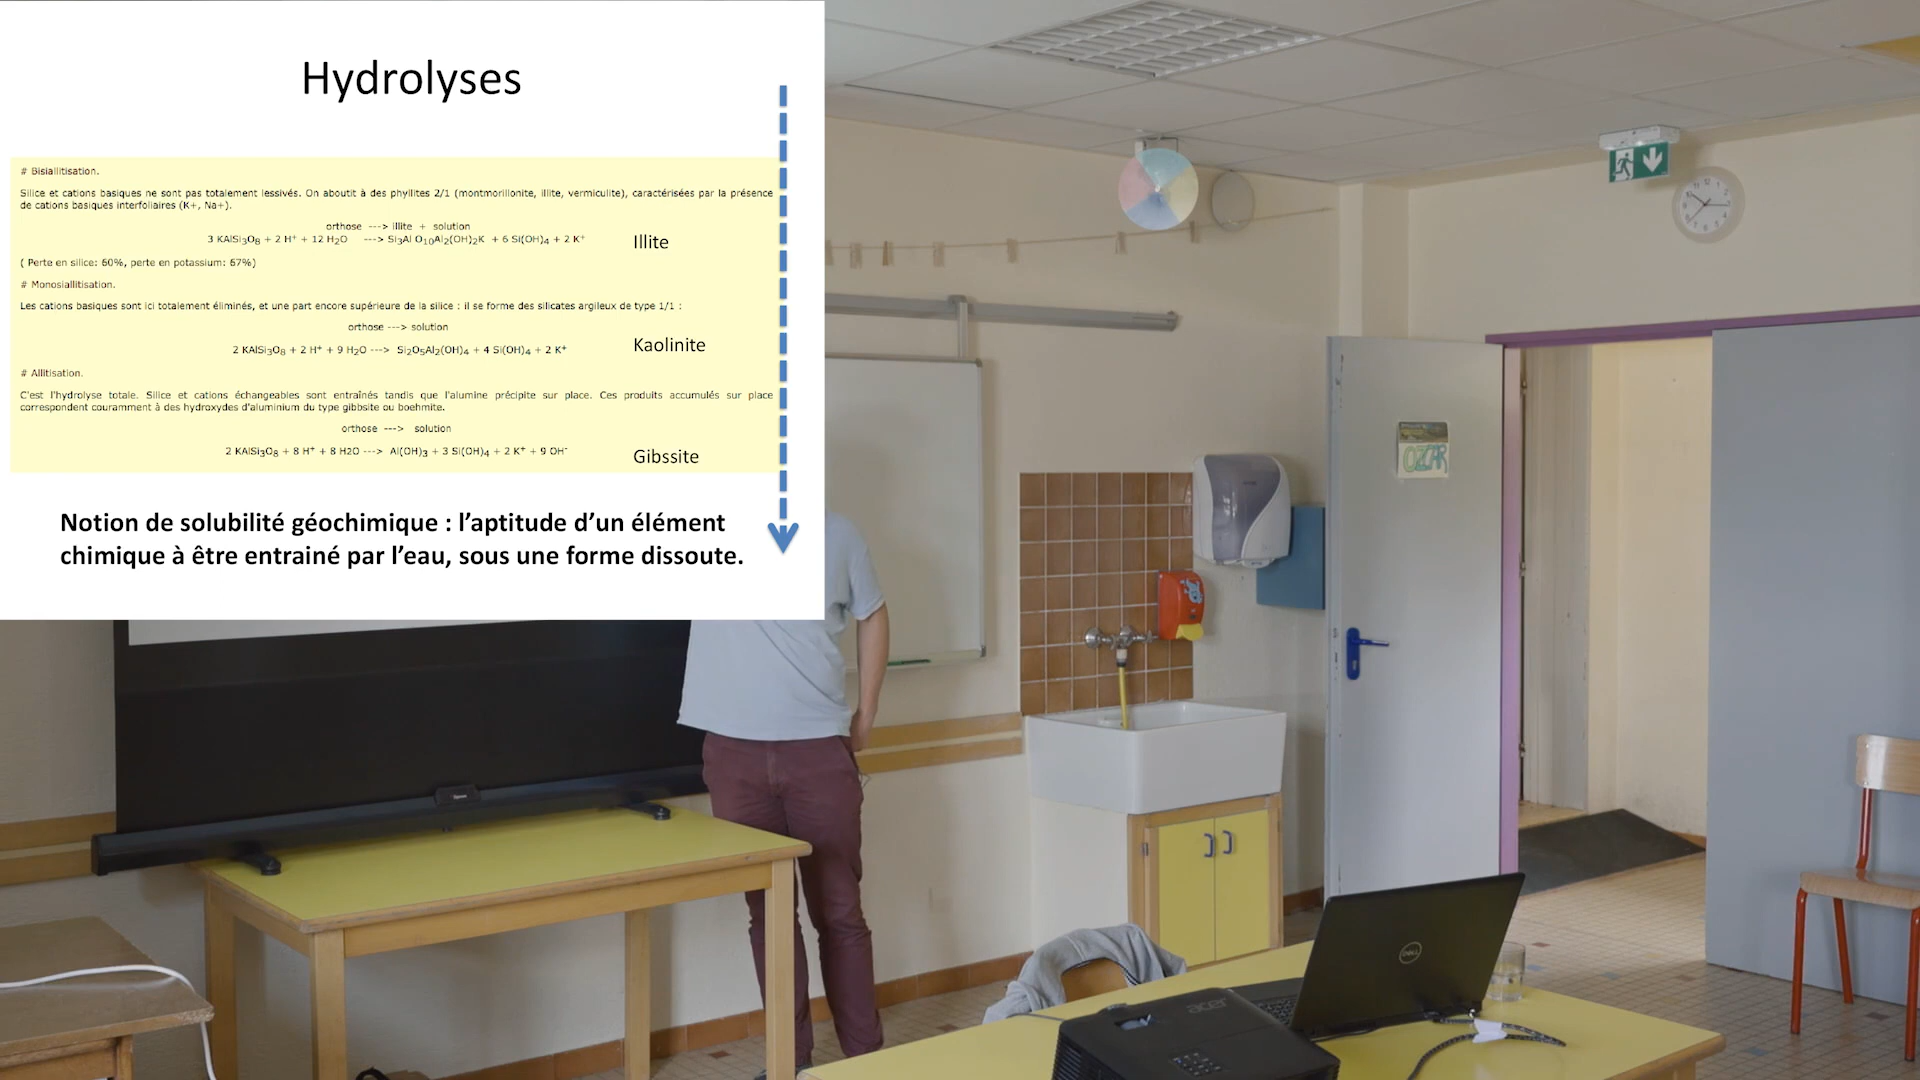 Hydrolyses
# Bisiallitisation.
Silice et cations basiques ne sont pas totalement lessivés. On aboutit à des phyllites 2/1 (montmorillonite, illite, vermiculite), caractérisées par la présence
de cations basiques interfoliaires (K+, Na+).
orthose ---> illite + solution
3 KAlSi3O8 + 2 H+ + 12 H2O ---> Si3Al O10Al2(OH)2K + 6 Si(OH)4 + 2 K+
Illite
( Perte en silice: 60%, perte en potassium: 67%)
# Monosiallitisation.
Les cations basiques sont ici totalement éliminés, et une part encore supérieure de la silice : il se forme des silicates argileux de type 1/1 :
orthose ---> solution
2 KAlSi3O8 + 2 H+ + 9 H2O ---> Si2O5Al2(OH)4 + 4 Si(OH)4 + 2 K+
Kaolinite
# Allitisation.
C'est l'hydrolyse totale. Silice et cations échangeables sont entraînés tandis que l'alumine précipite sur place. Ces produits accumulés sur place
correspondent couramment à des hydroxydes d'aluminium du type gibbsite ou boehmite.
orthose ---> solution
2 KAlSi3O8 + 8 H+ + 8 H2O ---> Al(OH)3 + 3 Si(OH)4 + 2 K+ + 9 OH-
Gibssite
Notion de solubilité géochimique : l'aptitude d'un élément
chimique à être entrainé par l'eau, sous une forme dissoute.
OZCAR
DELL
acer